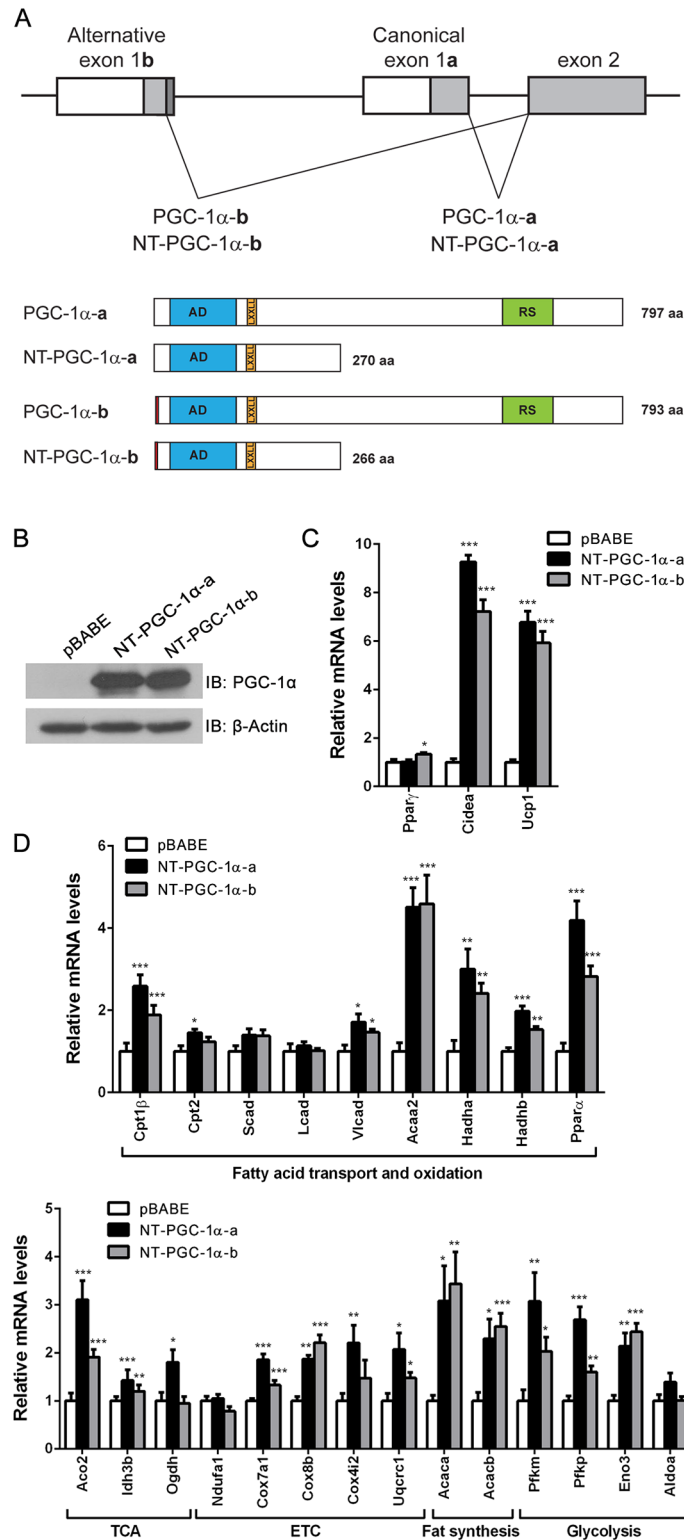 A
Alternative
exon 1b
Canonical
exon 1a
exon 2
PGC-1α-b
NT-PGC-1α-b
PGC-1α-a
NT-PGC-1α-a
PGC-1α-a AD LXXLL RS 797 aa
NT-PGC-1α-a AD LXXLL 270 aa
PGC-1α-b AD LXXLL RS 793 aa
NT-PGC-1α-b AD LXXLL 266 aa
B
pBABE NT-PGC-1α-a NT-PGC-1α-b
IB: PGC-1α
IB: β-Actin
C
pBABE
NT-PGC-1α-a
NT-PGC-1α-b
Relative mRNA levels
10
8
6
4
2
0
* *** *** *** ***
Pparγ Cidea Ucp1
D
pBABE
NT-PGC-1α-a
NT-PGC-1α-b
Relative mRNA levels
6
4
2
0
*** *** * * * *** *** ** ** *** ** *** ***
Cpt1β Cpt2 Scad Lcad Vlcad Acaa2 Hadha Hadhb Pparα
Fatty acid transport and oxidation
pBABE
NT-PGC-1α-a
NT-PGC-1α-b
Relative mRNA levels
5
4
3
2
1
0
*** *** *** ** * *** *** ** *** ** * * * ** * *** ** * *** ** ** ***
Aco2 Idh3b Ogdh Ndufa1 Cox7a1 Cox8b Cox4i2 Uqcrc1 Acaca Acacb Pfkm Pfkp Eno3 Aldoa
TCA ETC Fat synthesis Glycolysis